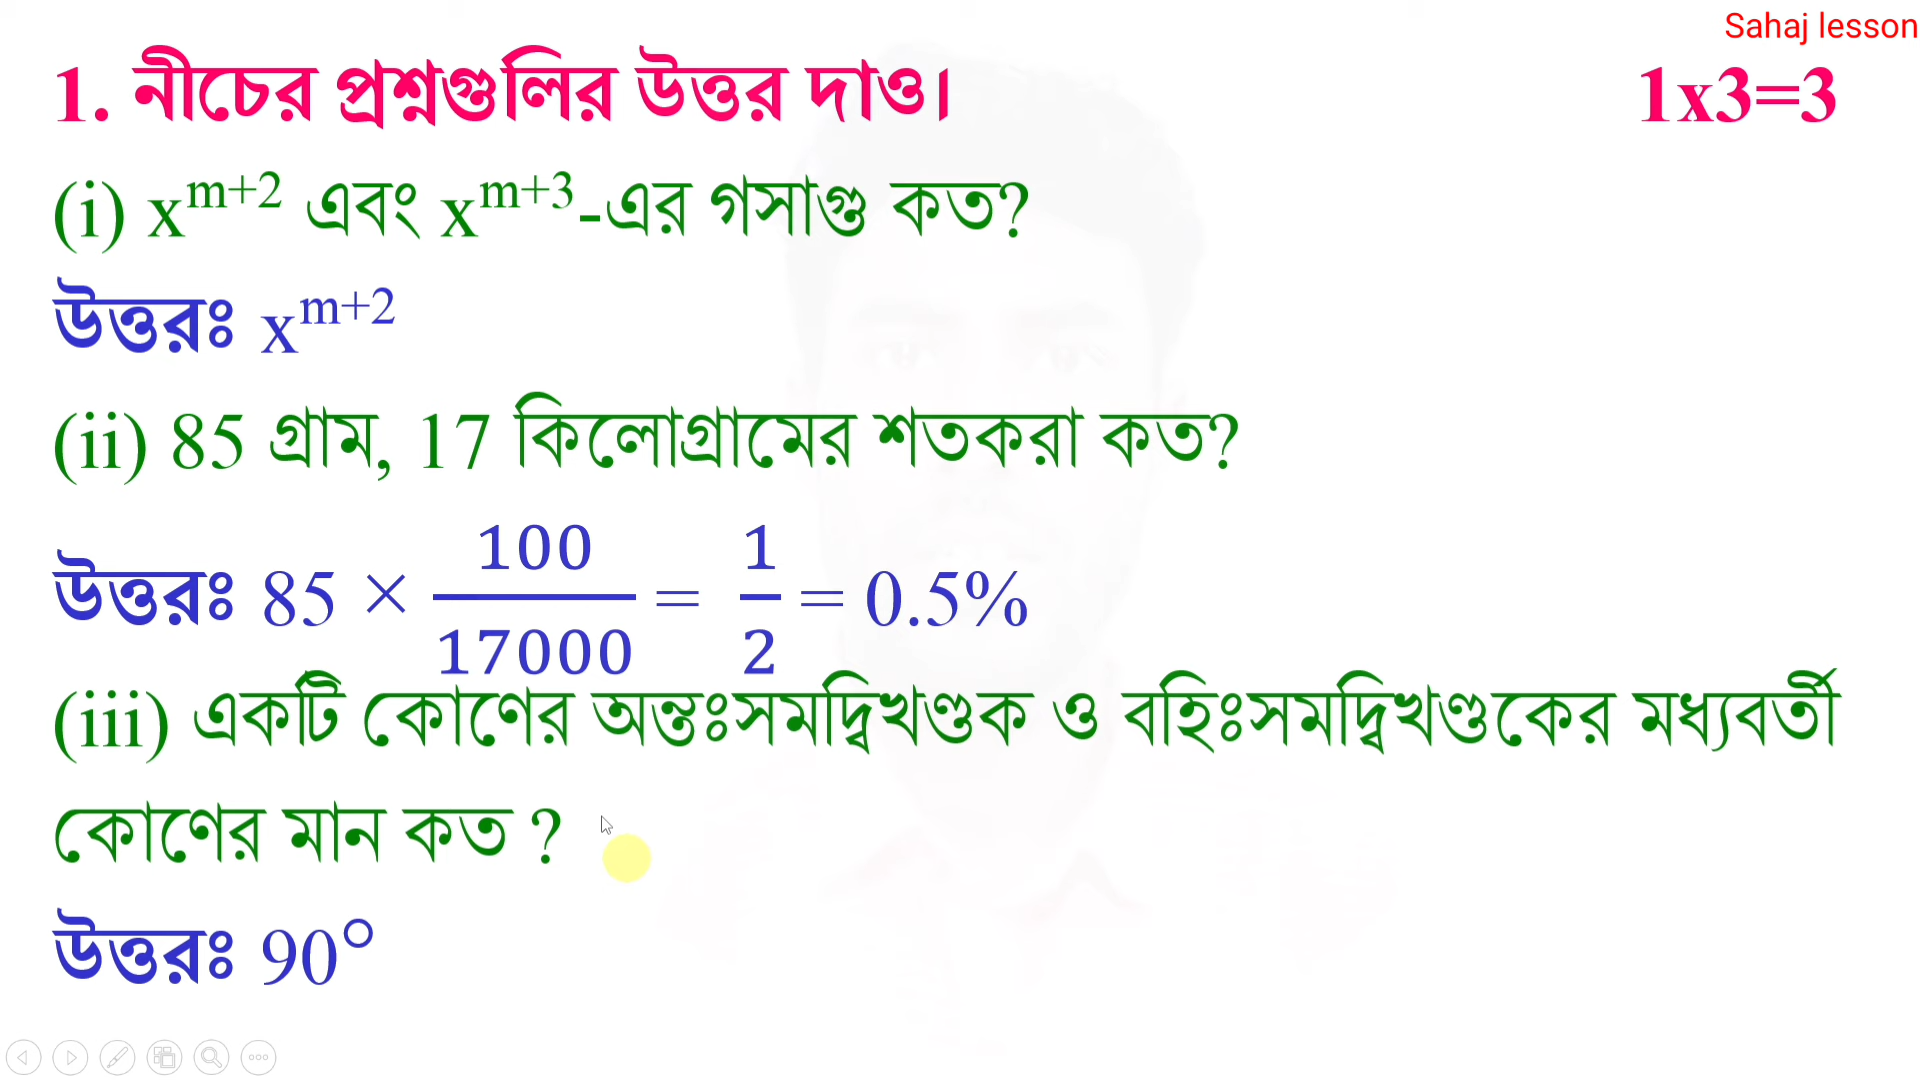 Sahaj lesson
1. নীচের প্রশ্নগুলির উত্তর দাও। 1x3=3
(i) x^{m+2} এবং x^{m+3}-এর গসাগু কত?
উত্তরঃ x^{m+2}
(ii) 85 গ্রাম, 17 কিলোগ্রামের শতকরা কত?
উত্তরঃ 85 × 100/17000 = 1/2 = 0.5%
(iii) একটি কোণের অন্তঃসমদ্বিখণ্ডক ও বহিঃসমদ্বিখণ্ডকের মধ্যবর্তী
কোণের মান কত ?
উত্তরঃ 90°